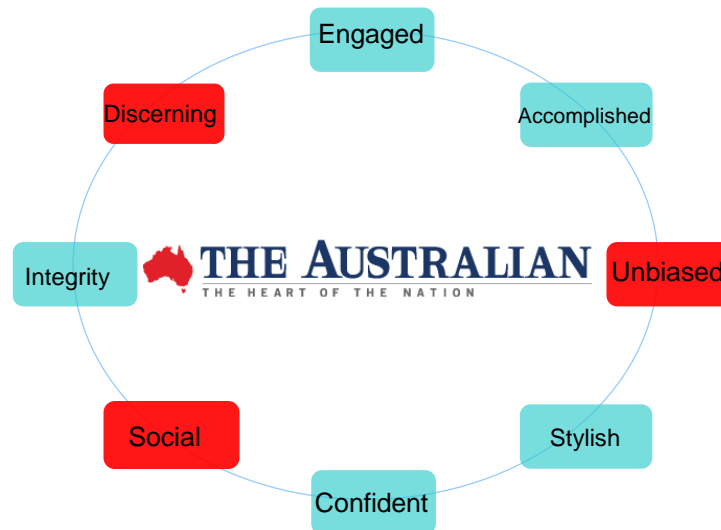 Engaged
Discerning
Accomplished
THE AUSTRALIAN
THE HEART OF THE NATION
Integrity
Unbiased
Social
Stylish
Confident